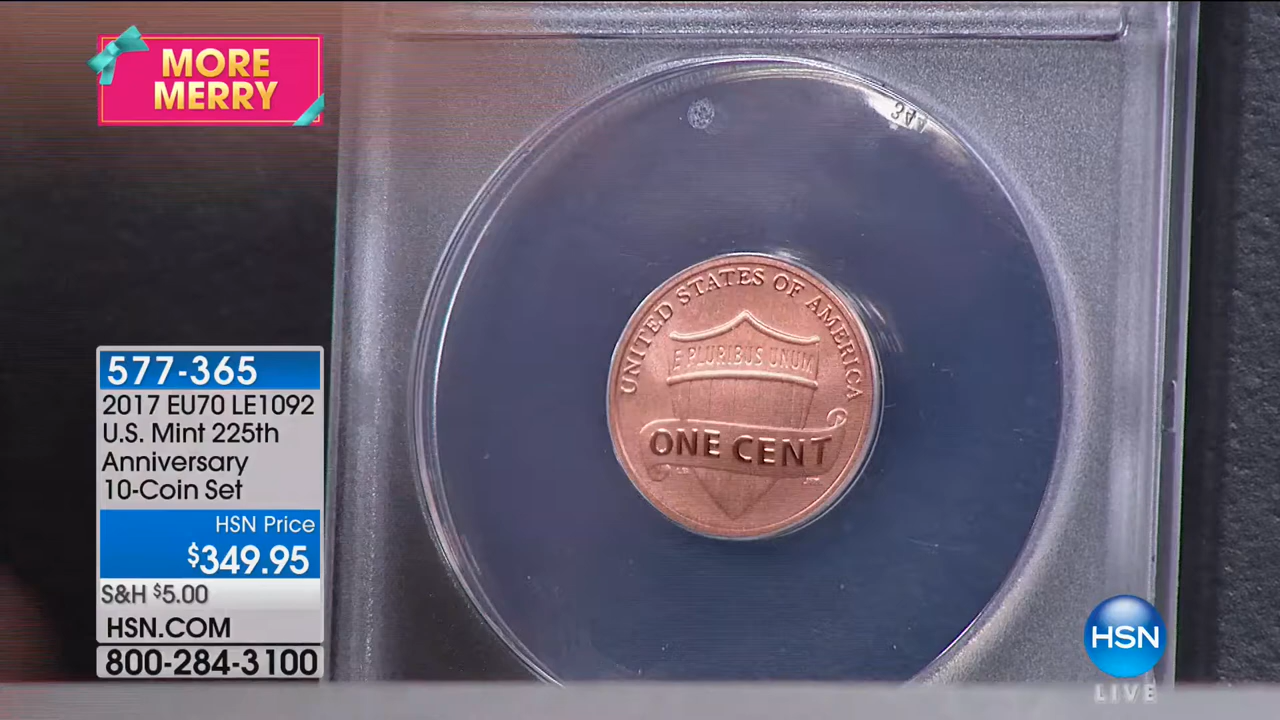 MORE
MERRY
UNITED STATES OF AMERICA
E PLURIBUS UNUM
ONE CENT
577-365
2017 EU70 LE1092
U.S. Mint 225th
Anniversary
10-Coin Set
HSN Price
$349.95
S&H $5.00
HSN.COM
800-284-3100
HSN
LIVE